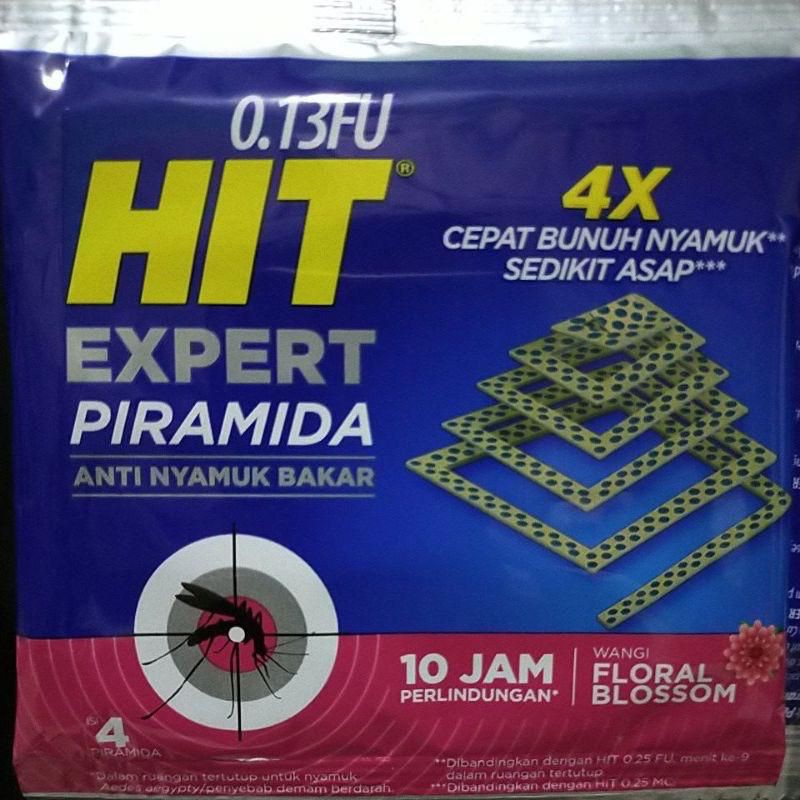 0.13FU
HIT®
EXPERT
PIRAMIDA
ANTI NYAMUK BAKAR
4X
CEPAT BUNUH NYAMUK**
SEDIKIT ASAP***
10 JAM
PERLINDUNGAN*
WANGI
FLORAL
BLOSSOM
ISI
4
PIRAMIDA
*Dalam ruangan tertutup untuk nyamuk
Aedes aegypty/penyebab demam berdarah.
**Dibandingkan dengan HIT 0.25 FU, menit ke-9
dalam ruangan tertutup
***Dibandingkan dengan HIT 0.25 MC.